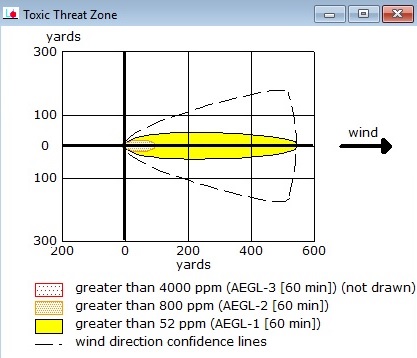 Toxic Threat Zone
yards
300
100
0
100
300
200
0
200
400
600
yards
wind
greater than 4000 ppm (AEGL-3 [60 min]) (not drawn)
greater than 800 ppm (AEGL-2 [60 min])
greater than 52 ppm (AEGL-1 [60 min])
wind direction confidence lines